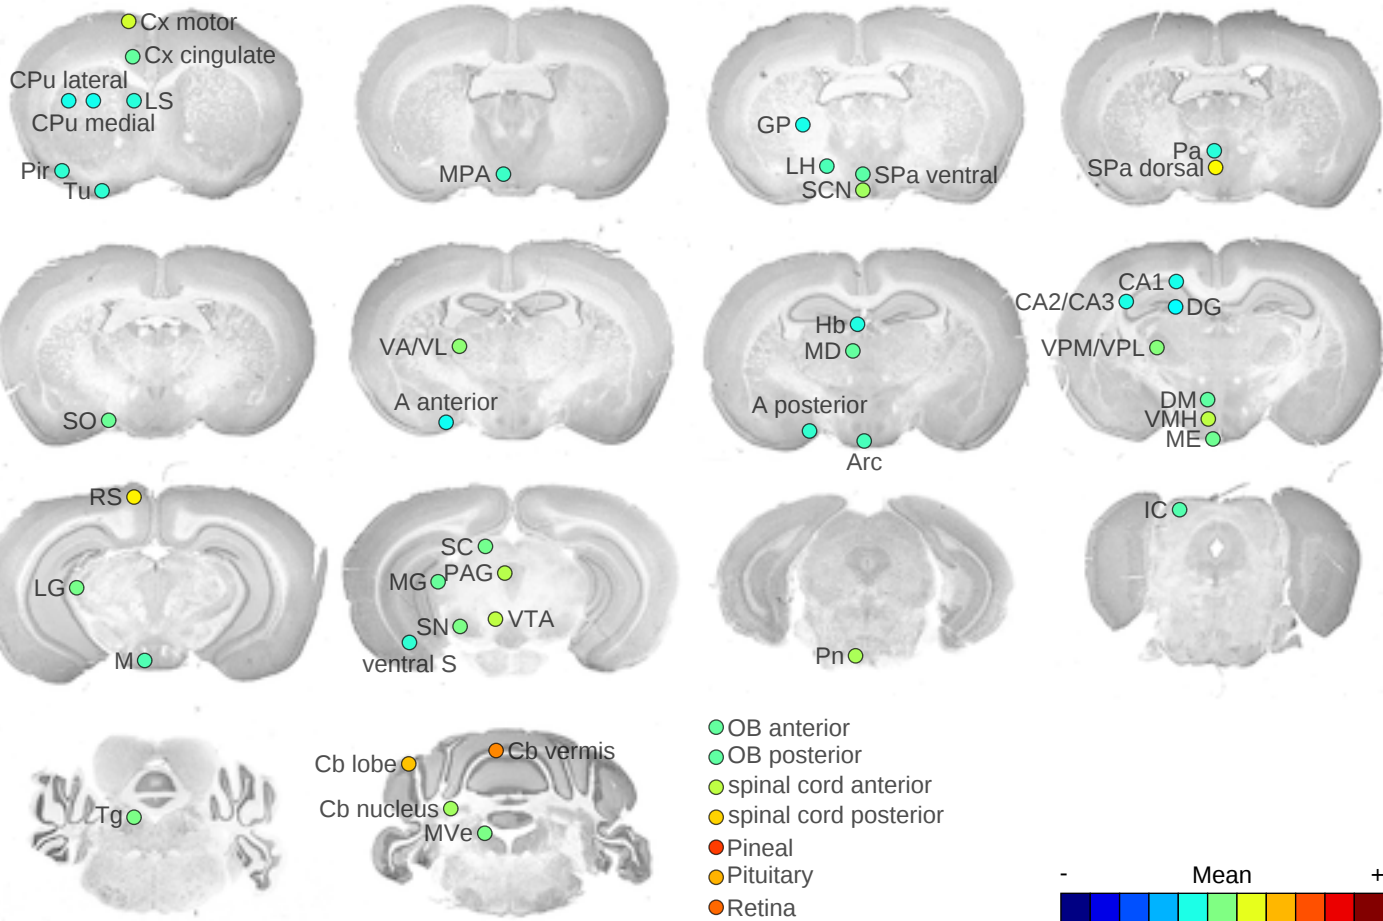 Cx motor
Cx cingulate
CPu lateral
LS
CPu medial
Pir
Tu
MPA
GP
LH
SPa ventral
SCN
Pa
SPa dorsal
SO
VA/VL
A anterior
Hb
MD
A posterior
Arc
CA1
CA2/CA3
DG
VPM/VPL
DM
VMH
ME
RS
LG
M
SC
MG
PAG
SN
VTA
ventral S
Pn
IC
Tg
Cb lobe
Cb vermis
Cb nucleus
MVe
OB anterior
OB posterior
spinal cord anterior
spinal cord posterior
Pineal
Pituitary
Retina
- Mean +